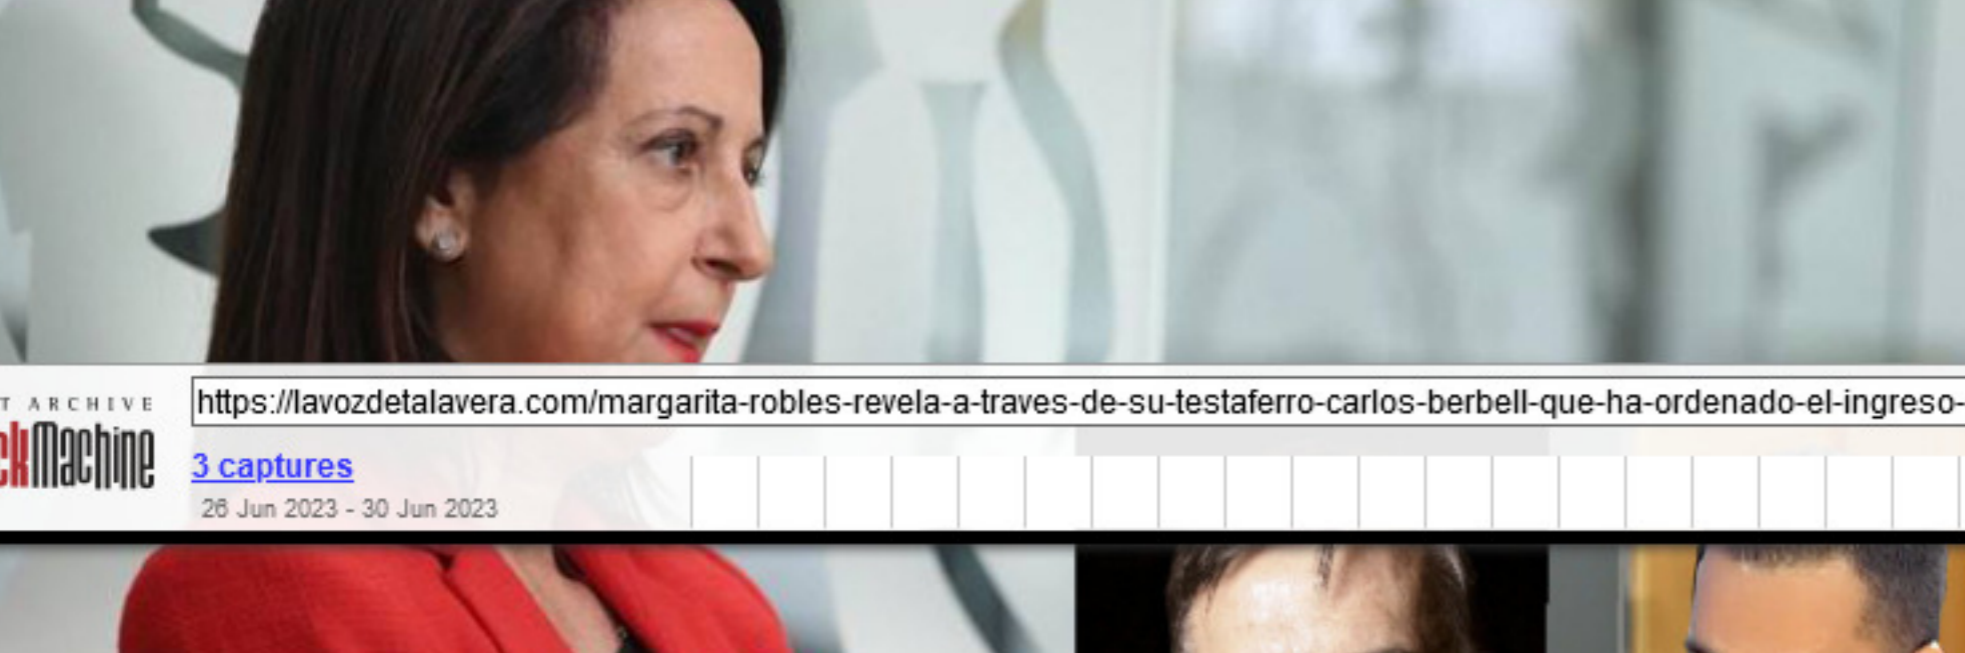 T ARCHIVE
ckMachine
https://lavozdetalavera.com/margarita-robles-revela-a-traves-de-su-testaferro-carlos-berbell-que-ha-ordenado-el-ingreso-
3 captures
26 Jun 2023 - 30 Jun 2023